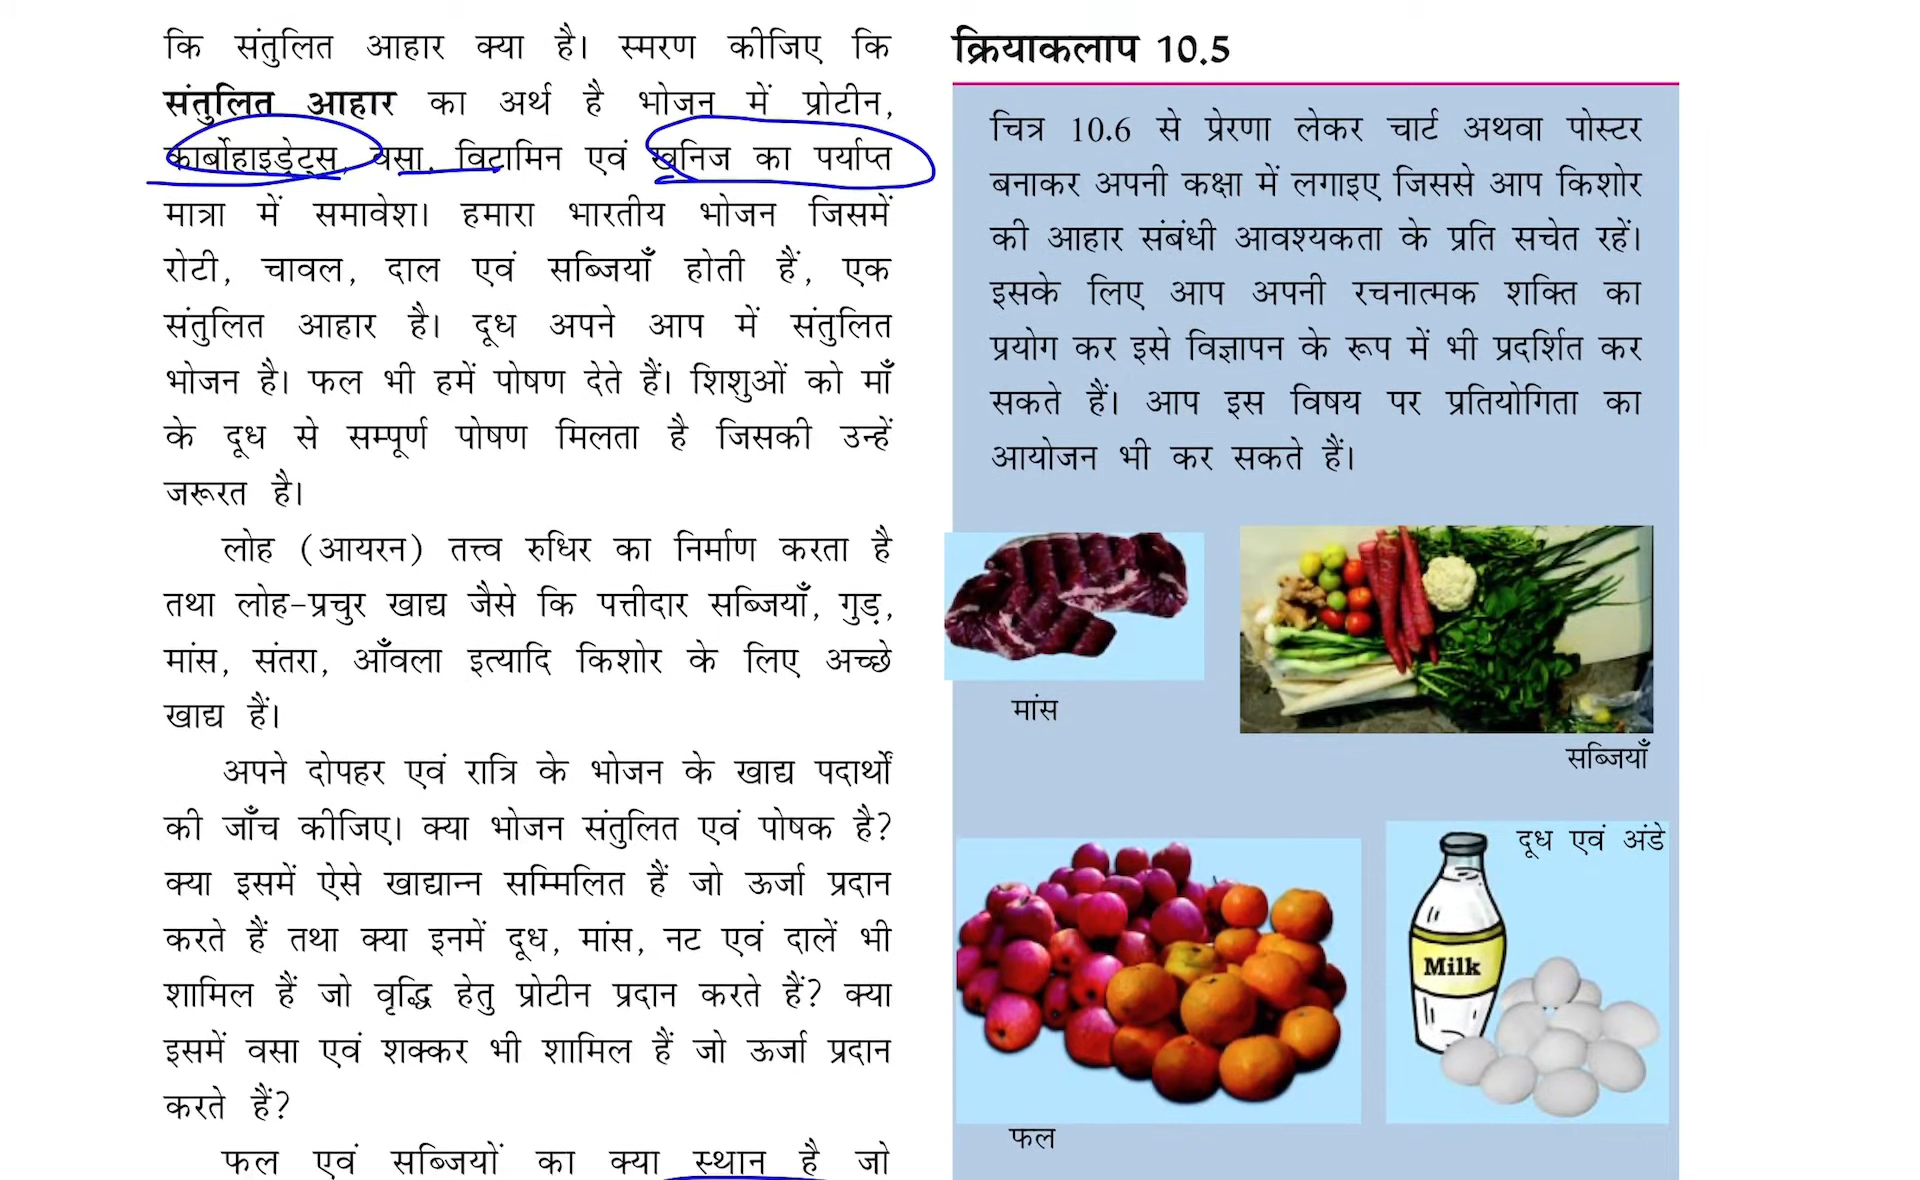 कि संतुलित आहार क्या है। स्मरण कीजिए कि
संतुलित आहार का अर्थ है भोजन में प्रोटीन,
कार्बोहाइड्रेट्स, वसा, विटामिन एवं खनिज का पर्याप्त
मात्रा में समावेश। हमारा भारतीय भोजन जिसमें
रोटी, चावल, दाल एवं सब्जियाँ होती हैं, एक
संतुलित आहार है। दूध अपने आप में संतुलित
भोजन है। फल भी हमें पोषण देते हैं। शिशुओं को माँ
के दूध से सम्पूर्ण पोषण मिलता है जिसकी उन्हें
जरूरत है।
लोह (आयरन) तत्त्व रुधिर का निर्माण करता है
तथा लोह-प्रचुर खाद्य जैसे कि पत्तीदार सब्जियाँ, गुड़,
मांस, संतरा, आँवला इत्यादि किशोर के लिए अच्छे
खाद्य हैं।
अपने दोपहर एवं रात्रि के भोजन के खाद्य पदार्थों
की जाँच कीजिए। क्या भोजन संतुलित एवं पोषक है?
क्या इसमें ऐसे खाद्यान्न सम्मिलित हैं जो ऊर्जा प्रदान
करते हैं तथा क्या इनमें दूध, मांस, नट एवं दालें भी
शामिल हैं जो वृद्धि हेतु प्रोटीन प्रदान करते हैं? क्या
इसमें वसा एवं शक्कर भी शामिल हैं जो ऊर्जा प्रदान
करते हैं?
फल एवं सब्जियों का क्या स्थान है जो
क्रियाकलाप 10.5
चित्र 10.6 से प्रेरणा लेकर चार्ट अथवा पोस्टर
बनाकर अपनी कक्षा में लगाइए जिससे आप किशोर
की आहार संबंधी आवश्यकता के प्रति सचेत रहें।
इसके लिए आप अपनी रचनात्मक शक्ति का
प्रयोग कर इसे विज्ञापन के रूप में भी प्रदर्शित कर
सकते हैं। आप इस विषय पर प्रतियोगिता का
आयोजन भी कर सकते हैं।
मांस
सब्जियाँ
दूध एवं अंडे
Milk
फल